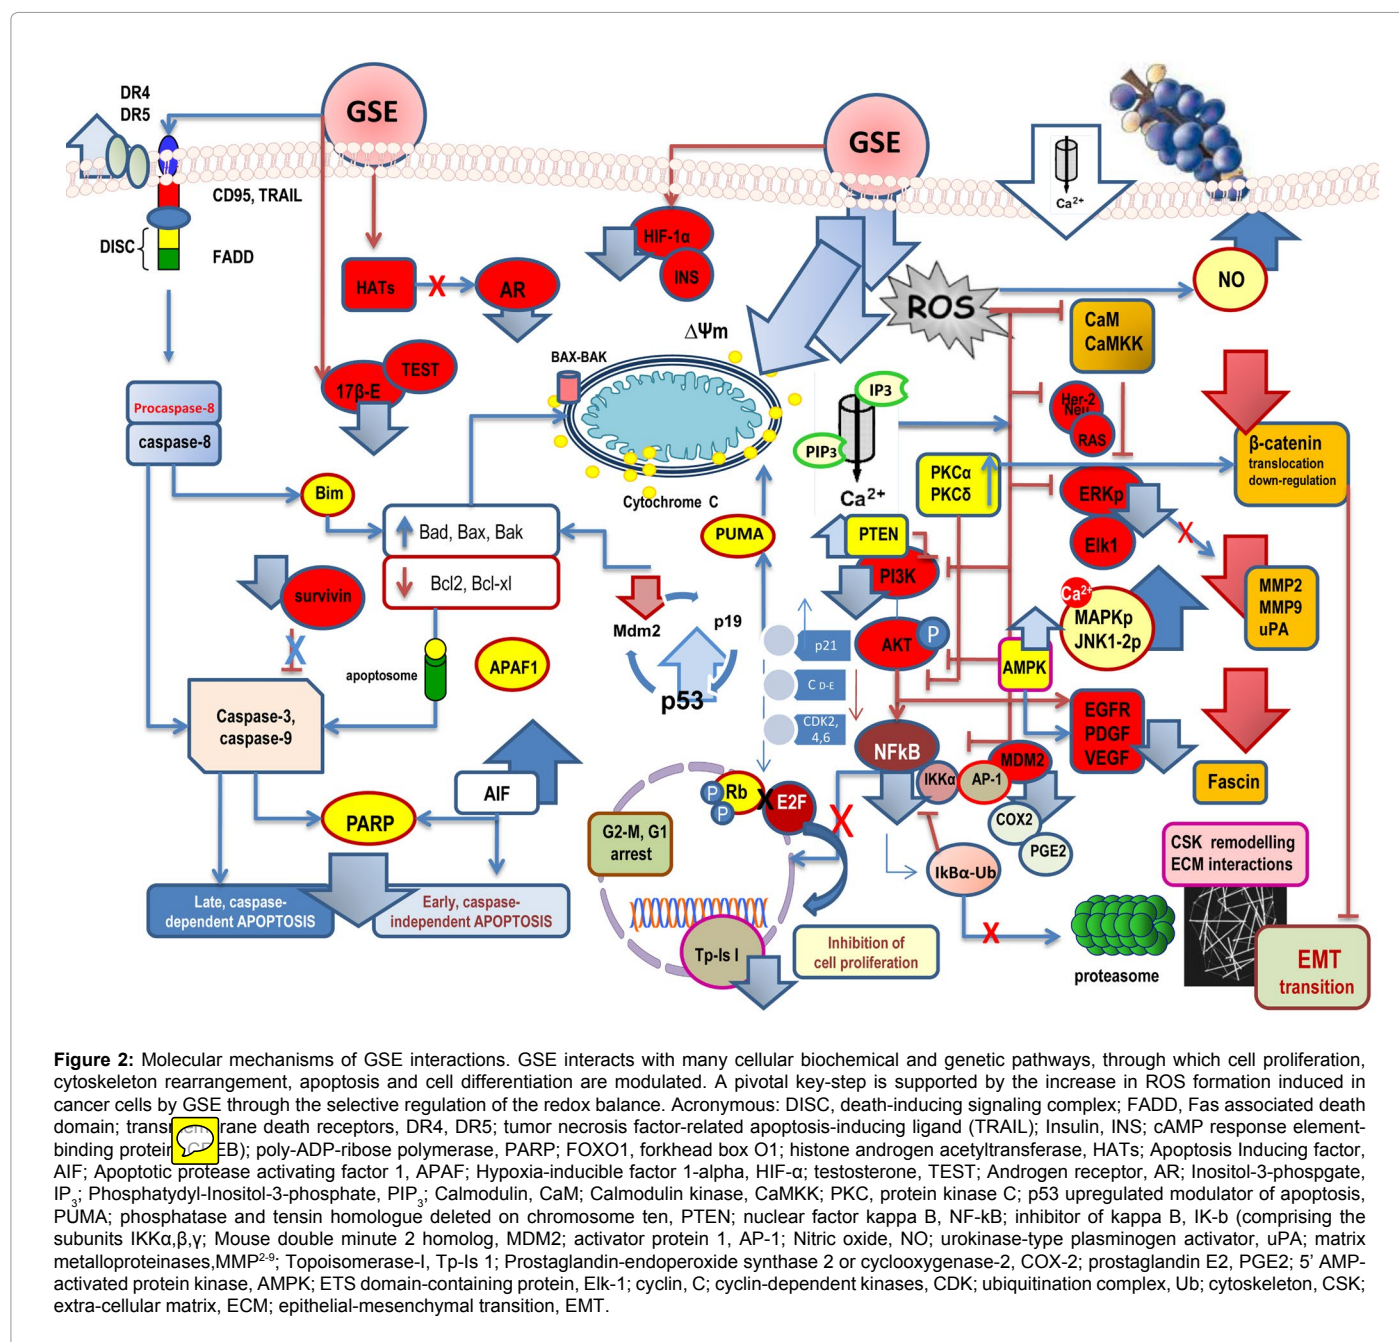 DR4
DR5
GSE
GSE
CD95, TRAIL
DISC
FADD
HATs
X
AR
HIF-1α
INS
Ca²⁺
NO
ROS
CaM
CaMKK
ΔΨm
BAX-BAK
17β-E
TEST
IP3
PIP3
Ca²⁺
Her-2
Neu
RAS
Procaspase-8
caspase-8
β-catenin
translocation
down-regulation
Bim
Cytochrome C
PKCα
PKCδ
ERKp
Elk1
X
Bad, Bax, Bak
Bcl2, Bcl-xl
PUMA
PTEN
PI3K
survivin
X
Mdm2
p19
p53
p21
C D-E
CDK2,
4,6
AKT
P
Ca²⁺
MAPKp
JNK1-2p
AMPK
MMP2
MMP9
uPA
apoptosome
APAF1
Caspase-3,
caspase-9
EGFR
PDGF
VEGF
NFkB
IKKα
AP-1
MDM2
Fascin
AIF
PARP
P
P
Rb
X
E2F
X
COX2
PGE2
G2-M, G1
arrest
IkBα-Ub
CSK remodelling
ECM interactions
Late, caspase-
dependent APOPTOSIS
Early, caspase-
independent APOPTOSIS
Tp-Is I
Inhibition of
cell proliferation
X
proteasome
EMT
transition
Figure 2: Molecular mechanisms of GSE interactions. GSE interacts with many cellular biochemical and genetic pathways, through which cell proliferation,
cytoskeleton rearrangement, apoptosis and cell differentiation are modulated. A pivotal key-step is supported by the increase in ROS formation induced in
cancer cells by GSE through the selective regulation of the redox balance. Acronymous: DISC, death-inducing signaling complex; FADD, Fas associated death
domain; death receptors, DR4, DR5; tumor necrosis factor-related apoptosis-inducing ligand (TRAIL); Insulin, INS; cAMP response element-
binding protein poly-ADP-ribose polymerase, PARP; FOXO1, forkhead box O1; histone androgen acetyltransferase, HATs; Apoptosis Inducing factor,
AIF; Apoptotic protease activating factor 1, APAF; Hypoxia-inducible factor 1-alpha, HIF-α; testosterone, TEST; Androgen receptor, AR; Inositol-3-phospgate,
IP₃; Phosphatydyl-Inositol-3-phosphate, PIP₃; Calmodulin, CaM; Calmodulin kinase, CaMKK; PKC, protein kinase C; p53 upregulated modulator of apoptosis,
PUMA; phosphatase and tensin homologue deleted on chromosome ten, PTEN; nuclear factor kappa B, NF-kB; inhibitor of kappa B, IK-b (comprising the
subunits IKKα,β,γ; Mouse double minute 2 homolog, MDM2; activator protein 1, AP-1; Nitric oxide, NO; urokinase-type plasminogen activator, uPA; matrix
metalloproteinases,MMP²⁻⁹; Topoisomerase-I, Tp-Is 1; Prostaglandin-endoperoxide synthase 2 or cyclooxygenase-2, COX-2; prostaglandin E2, PGE2; 5’ AMP-
activated protein kinase, AMPK; ETS domain-containing protein, Elk-1; cyclin, C; cyclin-dependent kinases, CDK; ubiquitination complex, Ub; cytoskeleton, CSK;
extra-cellular matrix, ECM; epithelial-mesenchymal transition, EMT.